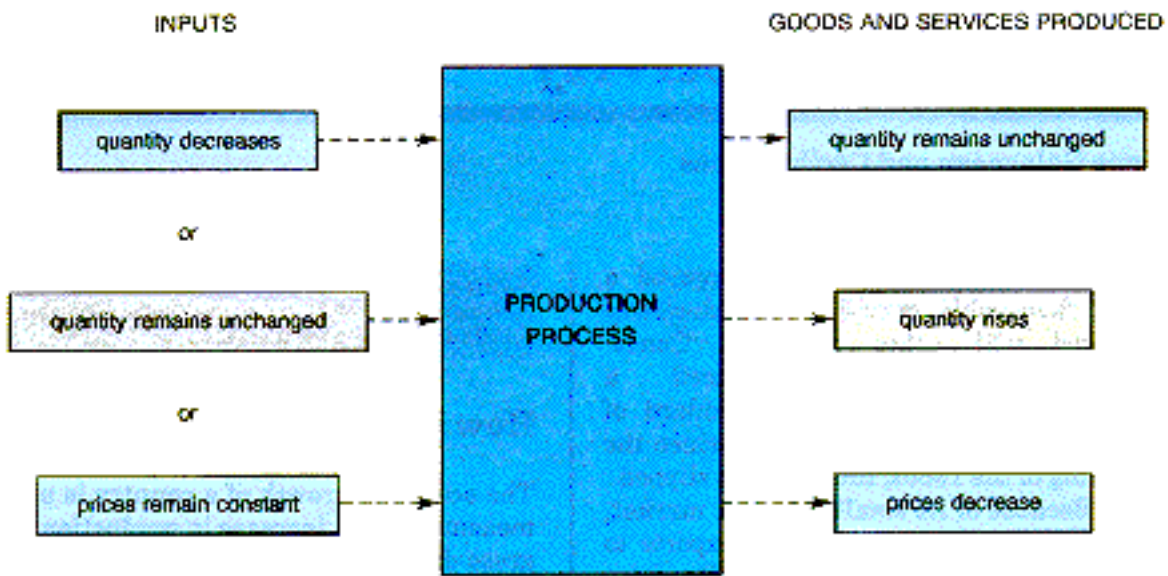 INPUTS
GOODS AND SERVICES PRODUCED
quantity decreases
quantity remains unchanged
or
quantity remains unchanged
PRODUCTION
PROCESS
quantity rises
or
prices remain constant
prices decrease